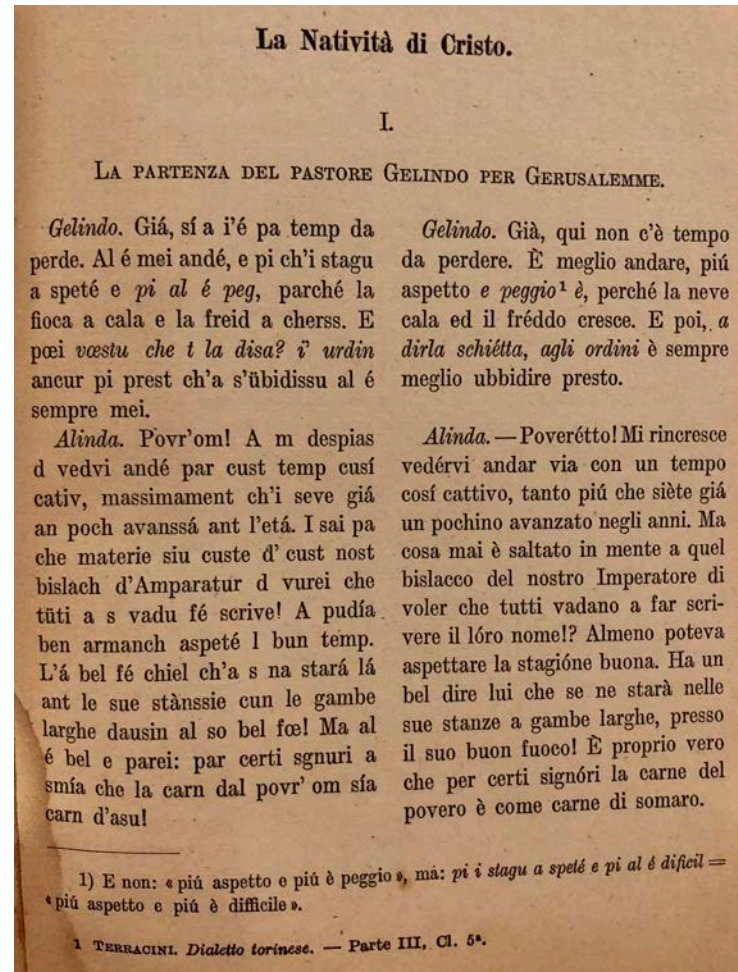 La Natività di Cristo.
I.
LA PARTENZA DEL PASTORE GELINDO PER GERUSALEMME.
Gelindo. Giá, sí a i'é pa temp da
perde. Al é mei andé, e pi ch'i stagu
a speté e pi al é peg, parché la
fioca a cala e la freid a cherss. E
pœi vœstu che t la disa? i' urdin
ancur pi prest ch'a s'übidissu al é
sempre mei.
Alinda. Povr'om! A m despias
d vedvi andé par cust temp cusí
cativ, massimament ch'i seve giá
an poch avanssá ant l'etá. I sai pa
che materie siu custe d' cust nost
bislach d'Amparatur d vurei che
tüti a s vadu fé scrive! A pudía
ben armanch aspeté l bun temp.
L'á bel fé chiel ch'a s na stará lá
ant le sue stànssie cun le gambe
larghe dausin al so bel fœ! Ma al
é bel e parei: par certi sgnuri a
smía che la carn dal povr' om sía
carn d'asu!
Gelindo. Già, qui non c'è tempo
da perdere. È meglio andare, piú
aspetto e peggio¹ è, perché la neve
cala ed il fréddo cresce. E poi, a
dirla schiétta, agli ordini è sempre
meglio ubbidire presto.
Alinda. — Poverétto! Mi rincresce
vedérvi andar via con un tempo
cosí cattivo, tanto piú che siète giá
un pochino avanzato negli anni. Ma
cosa mai è saltato in mente a quel
bislacco del nostro Imperatore di
voler che tutti vadano a far scri-
vere il lóro nome!? Almeno poteva
aspettare la stagióne buona. Ha un
bel dire lui che se ne starà nelle
sue stanze a gambe larghe, presso
il suo buon fuoco! È proprio vero
che per certi signóri la carne del
povero è come carne di somaro.
1) E non: « piú aspetto e piú è peggio », má: pi i stagu a speté e pi al é dificil =
« piú aspetto e piú è difficile ».
1 TERRACINI. Dialetto torinese. — Parte III, Cl. 5ª.